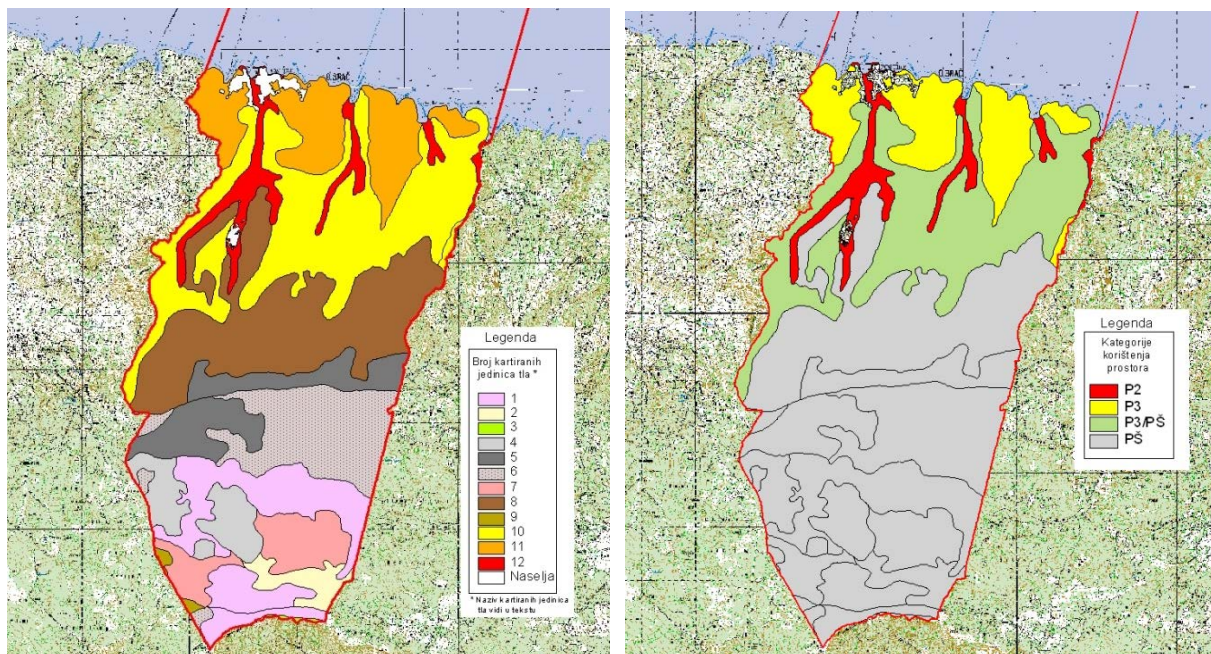 O.BRAČ
Legenda
Broj kartiranih
jedinica tla *
1
2
3
4
5
6
7
8
9
10
11
12
Naselja
* Naziv kartiranih jedinica
tla vidi u tekstu
O.BRAČ
Legenda
Kategorije
korištenja
prostora
P2
P3
P3/PŠ
PŠ